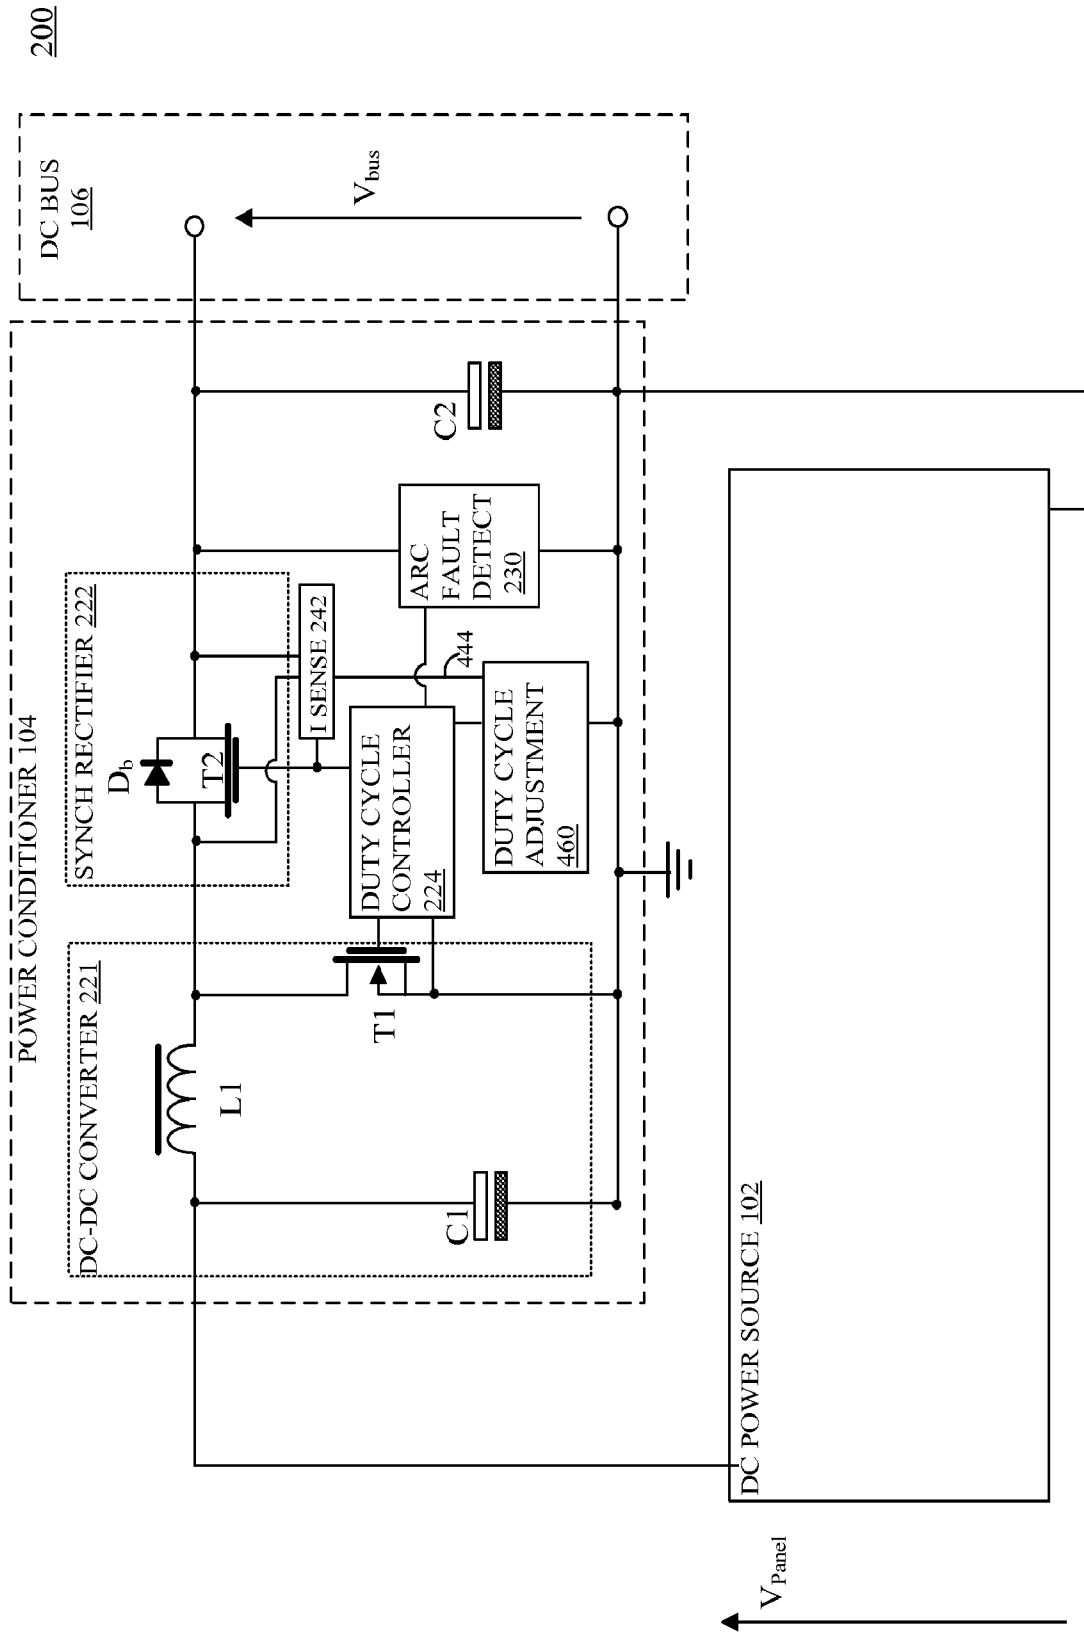 200
DC BUS
106
Vbus
POWER CONDITIONER 104
SYNCH RECTIFIER 222
Db
T2
I SENSE 242
ARC
FAULT
DETECT
230
C2
444
DUTY CYCLE
CONTROLLER
224
DUTY CYCLE
ADJUSTMENT
460
DC-DC CONVERTER 221
L1
T1
C1
DC POWER SOURCE 102
VPanel